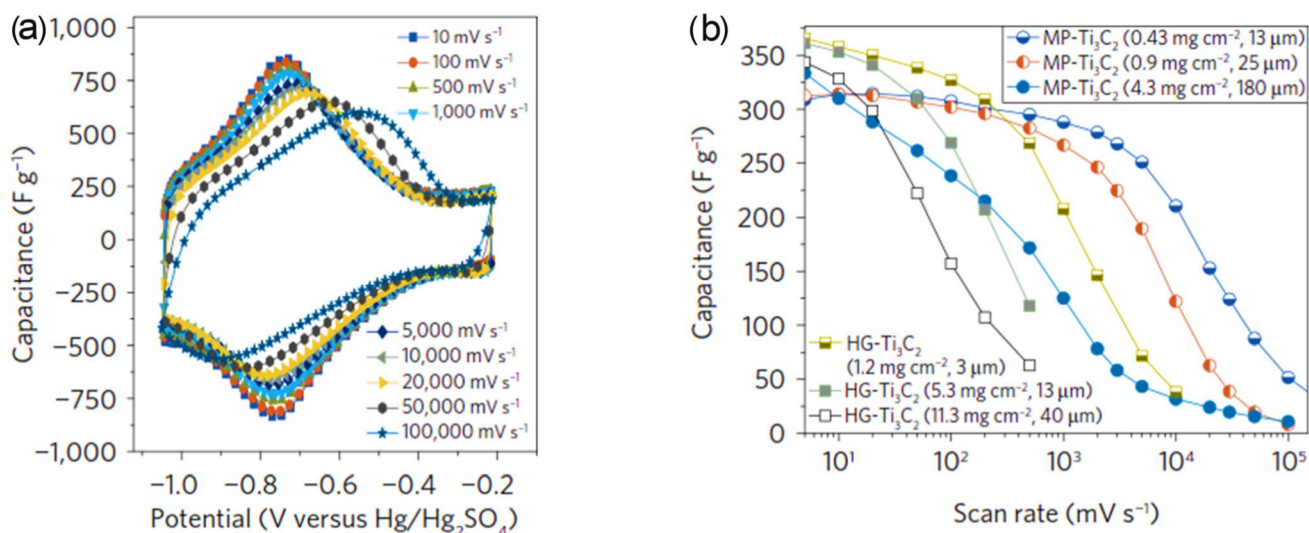 (a)
1,000
750
500
250
0
−250
−500
−750
−1,000
Capacitance (F g⁻¹)
10 mV s⁻¹
100 mV s⁻¹
500 mV s⁻¹
1,000 mV s⁻¹
5,000 mV s⁻¹
10,000 mV s⁻¹
20,000 mV s⁻¹
50,000 mV s⁻¹
100,000 mV s⁻¹
−1.0 −0.8 −0.6 −0.4 −0.2
Potential (V versus Hg/Hg₂SO₄)
(b)
350
300
250
200
150
100
50
0
Capacitance (F g⁻¹)
MP-Ti₃C₂ (0.43 mg cm⁻², 13 μm)
MP-Ti₃C₂ (0.9 mg cm⁻², 25 μm)
MP-Ti₃C₂ (4.3 mg cm⁻², 180 μm)
HG-Ti₃C₂
(1.2 mg cm⁻², 3 μm)
HG-Ti₃C₂ (5.3 mg cm⁻², 13 μm)
HG-Ti₃C₂ (11.3 mg cm⁻², 40 μm)
10¹ 10² 10³ 10⁴ 10⁵
Scan rate (mV s⁻¹)